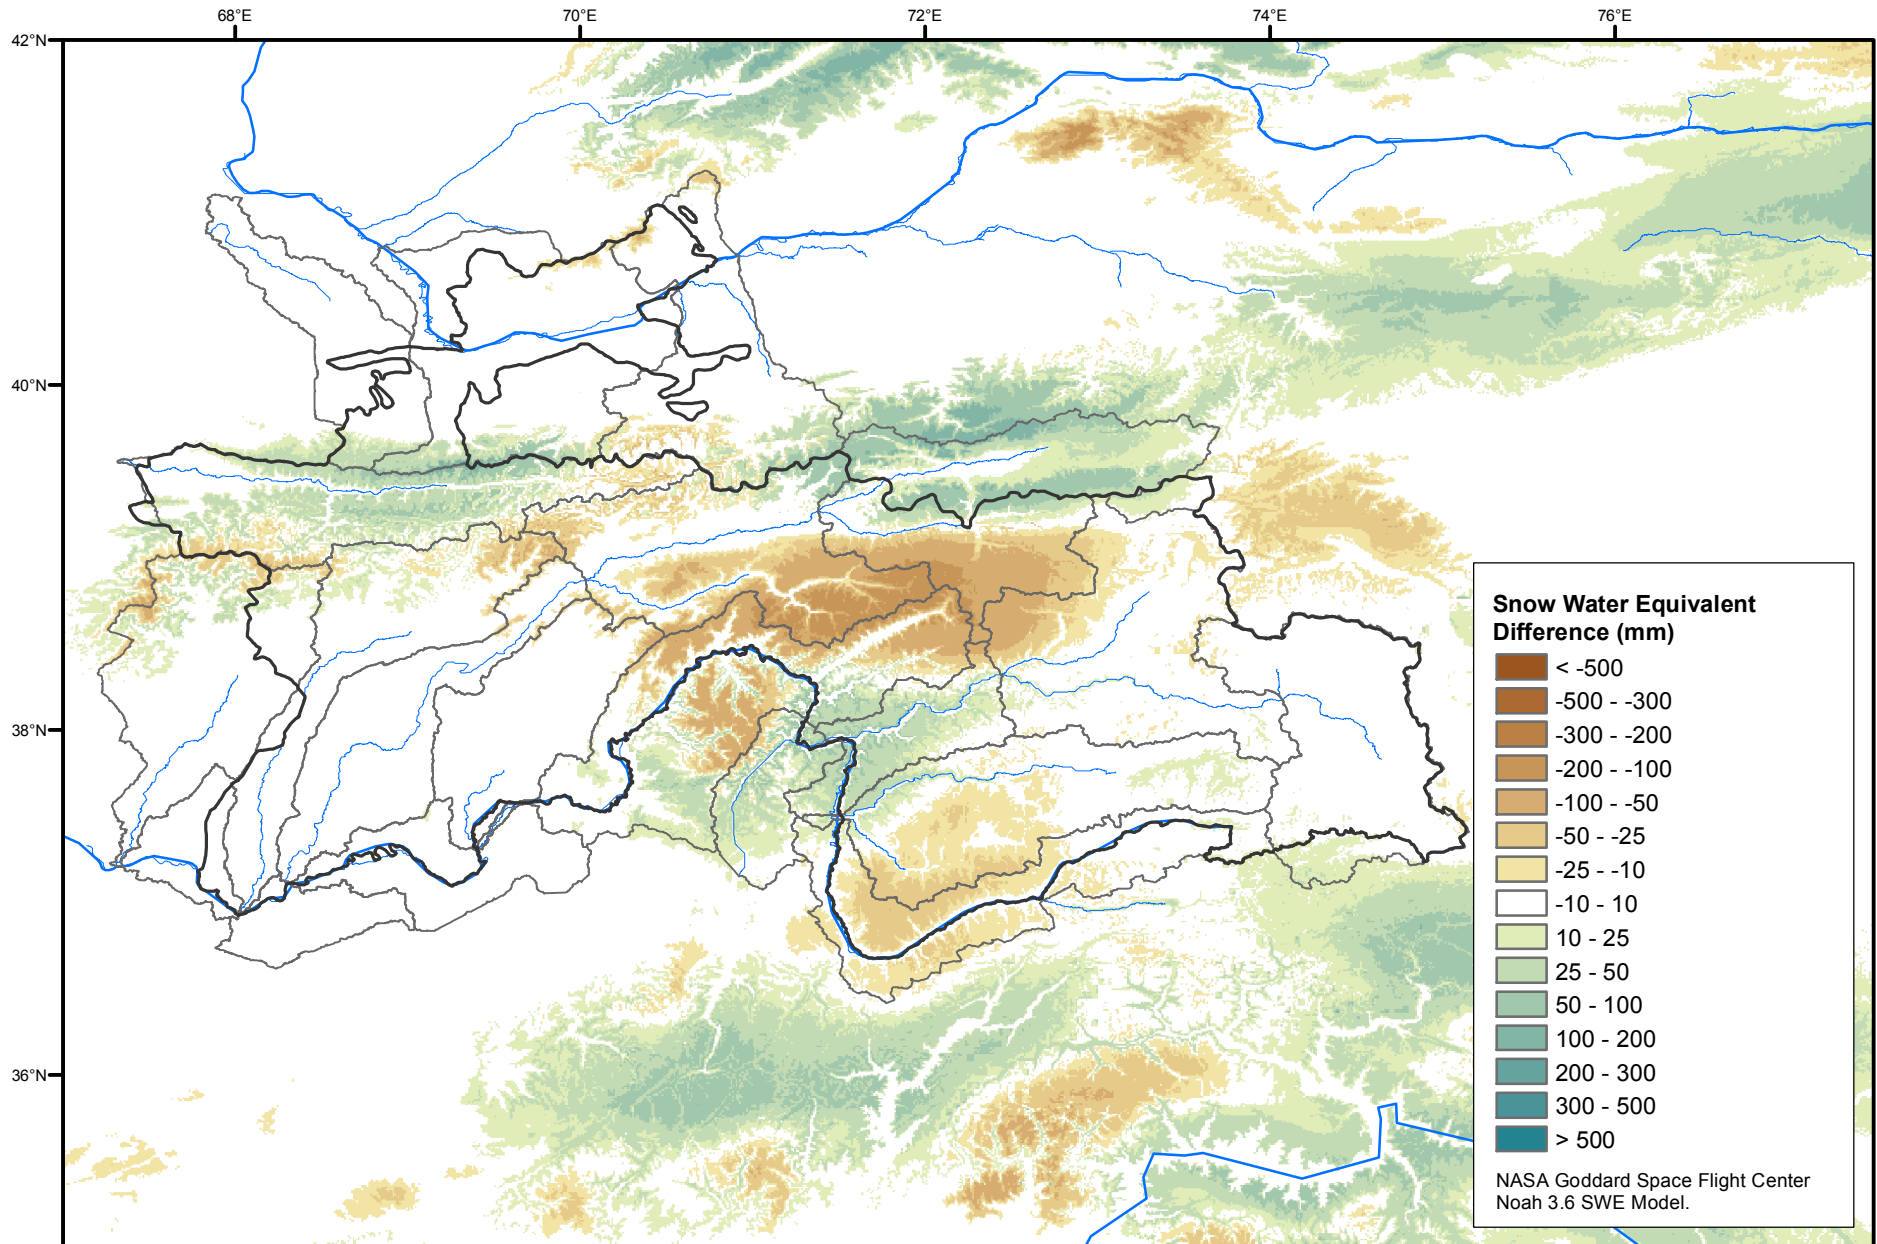 68°E 70°E 72°E 74°E 76°E
42°N
40°N
38°N
36°N
Snow Water Equivalent
Difference (mm)
< -500
-500 - -300
-300 - -200
-200 - -100
-100 - -50
-50 - -25
-25 - -10
-10 - 10
10 - 25
25 - 50
50 - 100
100 - 200
200 - 300
300 - 500
> 500
NASA Goddard Space Flight Center
Noah 3.6 SWE Model.